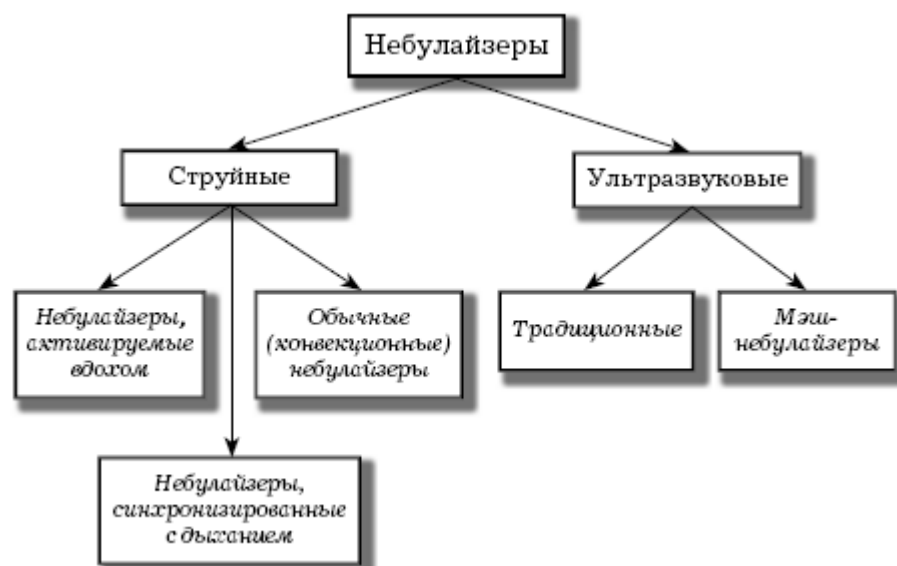 Небулайзеры
Струйные
Ультразвуковые
Небулайзеры,
активируемые
вдохом
Обычные
(конвекционные)
небулайзеры
Традиционные
Мэш-
небулайзеры
Небулайзеры,
синхронизированные
с дыханием